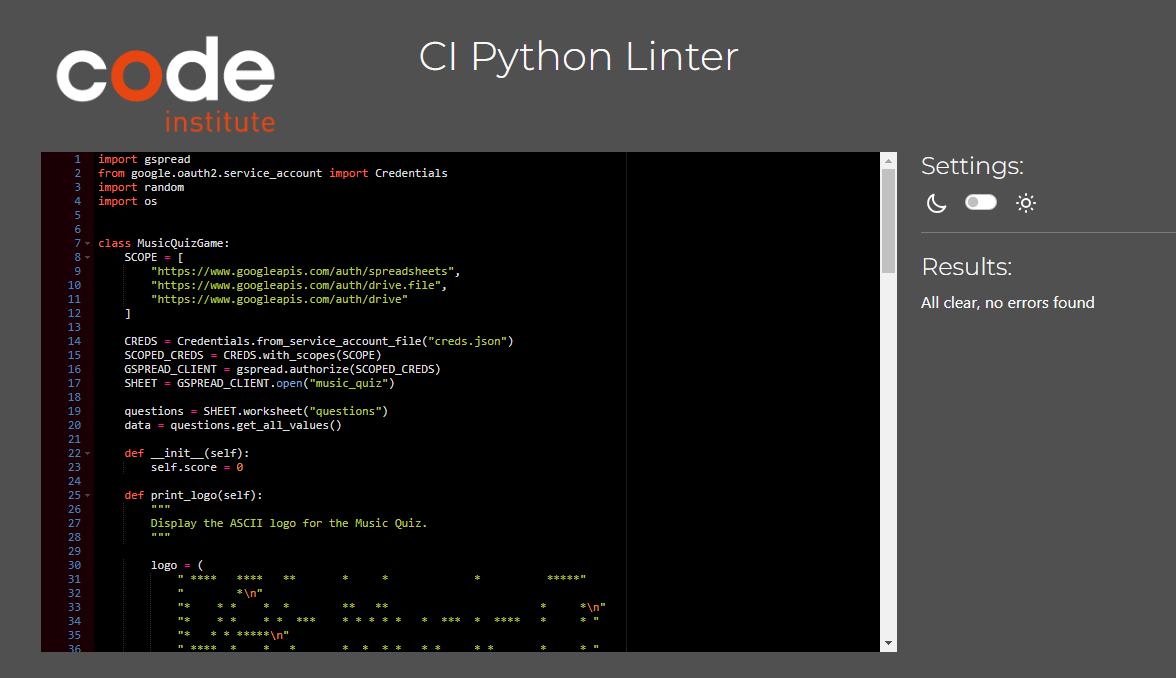 code
institute
CI Python Linter
1 import gspread
2 from google.oauth2.service_account import Credentials
3 import random
4 import os
5
6
7 class MusicQuizGame:
8     SCOPE = [
9         "https://www.googleapis.com/auth/spreadsheets",
10         "https://www.googleapis.com/auth/drive.file",
11         "https://www.googleapis.com/auth/drive"
12     ]
13
14     CREDS = Credentials.from_service_account_file("creds.json")
15     SCOPED_CREDS = CREDS.with_scopes(SCOPE)
16     GSPREAD_CLIENT = gspread.authorize(SCOPED_CREDS)
17     SHEET = GSPREAD_CLIENT.open("music_quiz")
18
19     questions = SHEET.worksheet("questions")
20     data = questions.get_all_values()
21
22     def __init__(self):
23         self.score = 0
24
25     def print_logo(self):
26         """
27         Display the ASCII logo for the Music Quiz.
28         """
29
30         logo = (
31             " ****   ****   **       *     *             *          *****"
32             "        *\n"
33             "*    * *    *  *        **   **                       *     *\n"
34             "*    * *    * *  ***    * * * * *   *  ***  *  ****   *     * "
35             "*   * * *****\n"
36             " ****  *    *   *       *  *  * *   * *     * *       *     * "
Settings:
Results:
All clear, no errors found